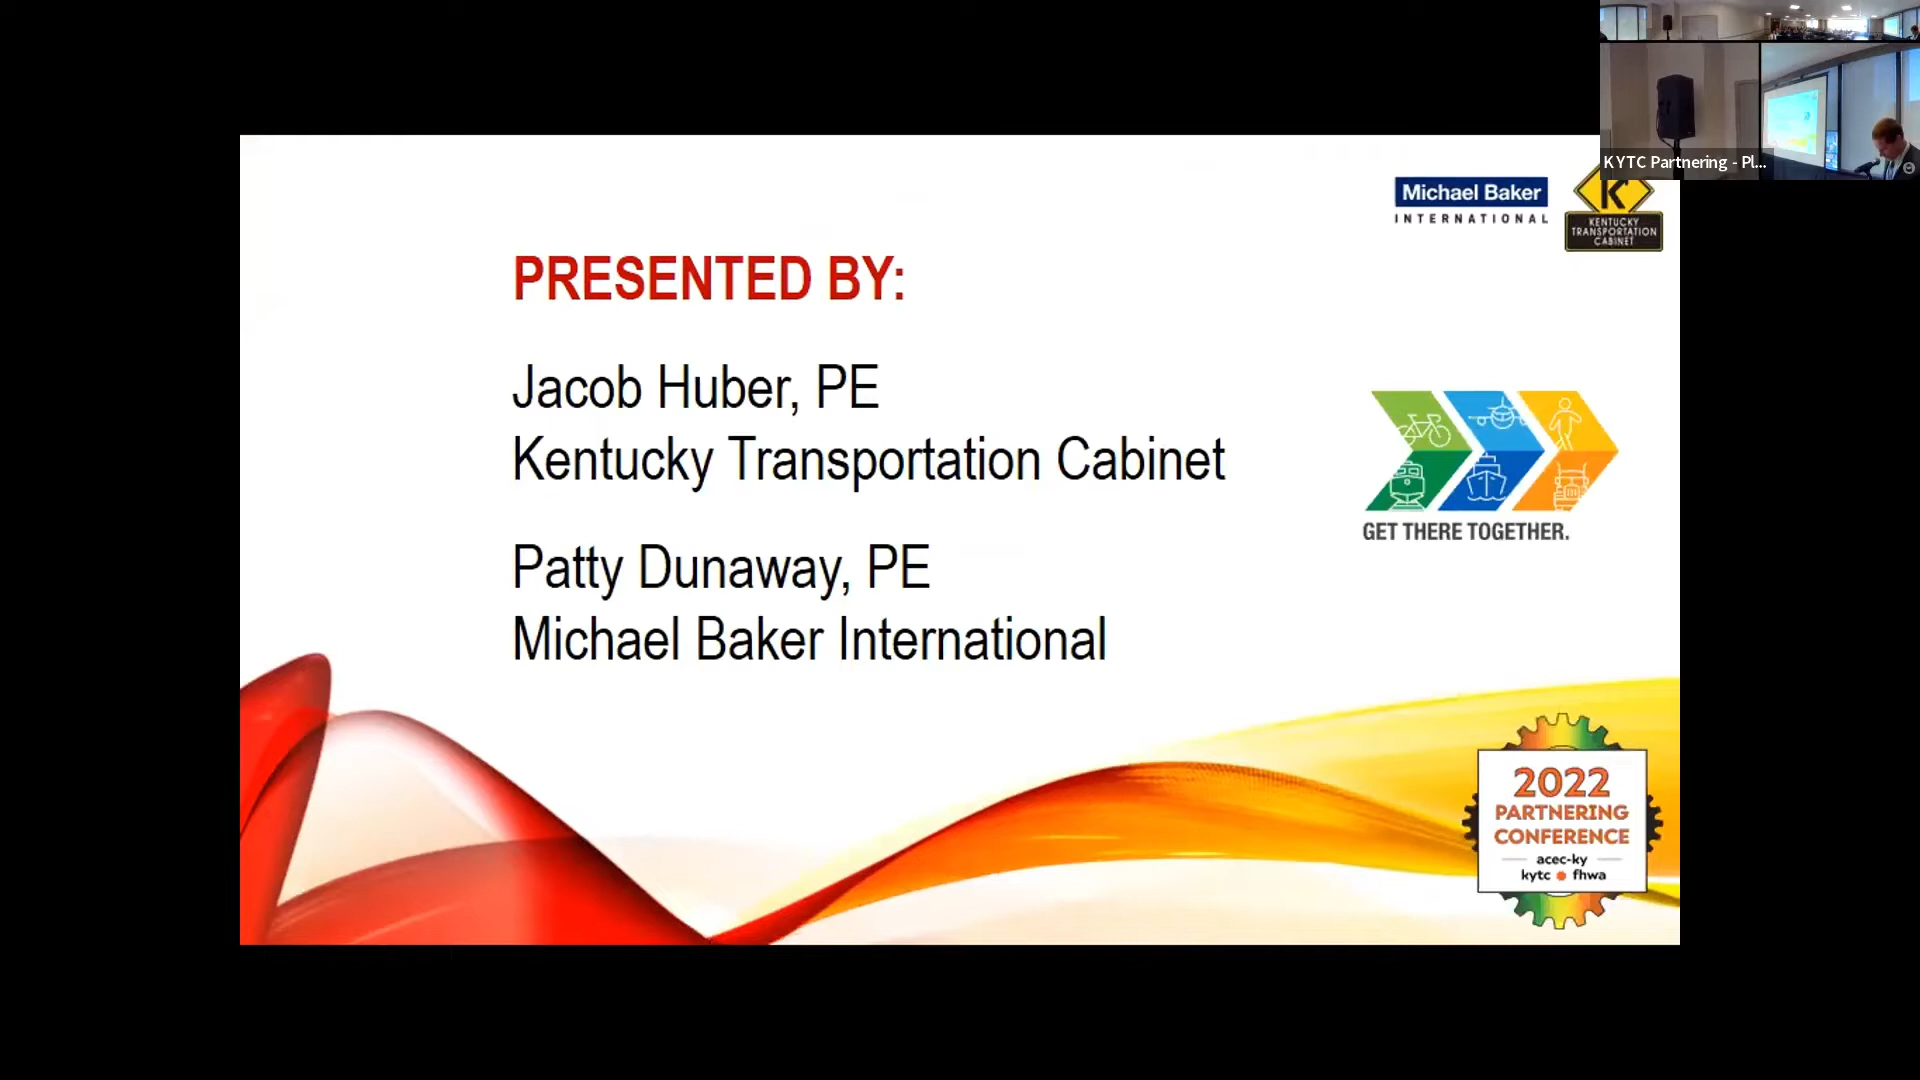 KYTC Partnering - Pl...
Michael Baker
INTERNATIONAL
K
KENTUCKY
TRANSPORTATION
CABINET
PRESENTED BY:
Jacob Huber, PE
Kentucky Transportation Cabinet
Patty Dunaway, PE
Michael Baker International
GET THERE TOGETHER.
2022
PARTNERING
CONFERENCE
acec-ky
kytc fhwa